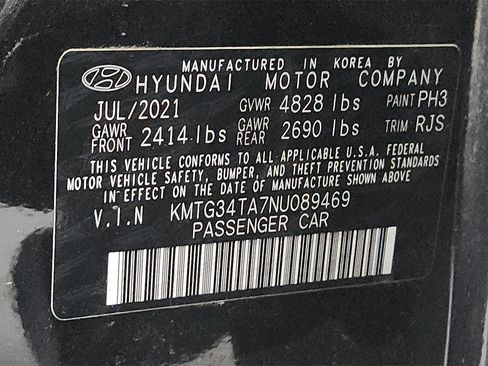 MANUFACTURED IN KOREA BY
HYUNDAI MOTOR COMPANY
JUL/2021 GVWR 4828 lbs PAINT PH3
GAWR FRONT 2414 lbs GAWR REAR 2690 lbs TRIM RJS
THIS VEHICLE CONFORMS TO ALL APPLICABLE U.S.A. FEDERAL
MOTOR VEHICLE SAFETY, BUMPER, AND THEFT PREVENTION STANDARDS
IN EFFECT ON THE DATE OF MANUFACTURE SHOWN ABOVE.
V.I.N KMTG34TA7NU089469
PASSENGER CAR